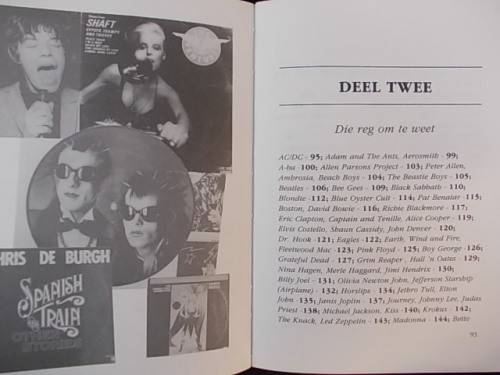 SHAFT
CHRIS DE BURGH
SPANISH
TRAIN
OTHER
STORIES
DEEL TWEE
Die reg om te weet
AC/DC - 95; Adam and The Ants, Aerosmith - 99;
A-ba - 100; Allen Parsons Project - 103; Peter Allen,
Ambrosia, Beach Boys - 104; The Beastie Boys - 105;
Beatles - 106; Bee Gees - 109; Black Sabbath - 110;
Blondie -112; Blue Oyster Cult - 114; Pat Benatar - 115;
Boston, David Bowie - 116; Richie Blackmore - 117;
Eric Clapton, Captain and Tenille, Alice Cooper - 119;
Elvis Costello, Shaun Cassidy, John Denver - 120;
Dr. Hook -121; Eagles -122; Earth, Wind and Fire,
Fleetwood Mac -123; Pink Floyd - 125; Boy George -126;
Grateful Dead - 127; Grim Reaper, Hall 'n Oates - 129;
Nina Hagen, Merle Haggard, Jimi Hendrix - 130;
Billy Joel - 131; Olivia Newton John, Jefferson Starship
(Airplane) - 132; Horslips - 134; Jethro Tull, Elton
John -135; Janis Joplin - 137; Journey, Johnny Lee, Judas
Priest -138; Michael Jackson, Kiss - 140; Krokus - 142;
The Knack, Led Zeppelin - 143; Madonna - 144; Bette